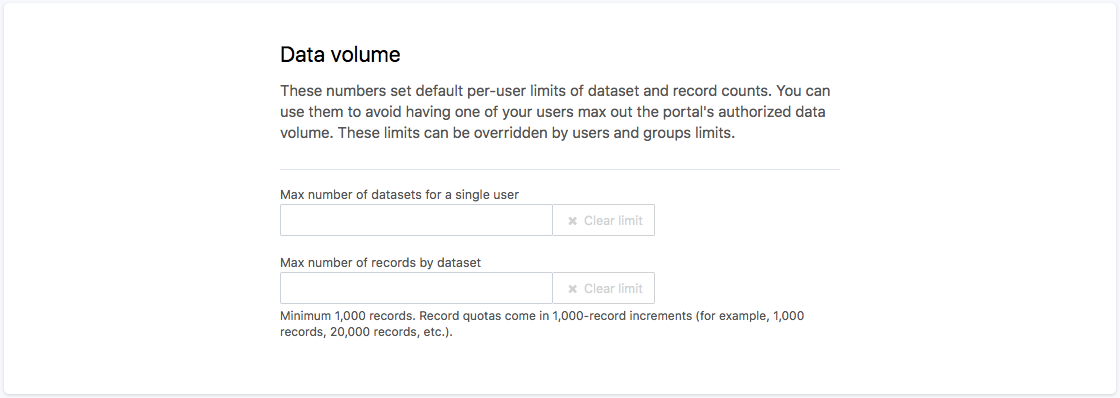 Data volume
These numbers set default per-user limits of dataset and record counts. You can
use them to avoid having one of your users max out the portal's authorized data
volume. These limits can be overridden by users and groups limits.
Max number of datasets for a single user
✖ Clear limit
Max number of records by dataset
✖ Clear limit
Minimum 1,000 records. Record quotas come in 1,000-record increments (for example, 1,000
records, 20,000 records, etc.).